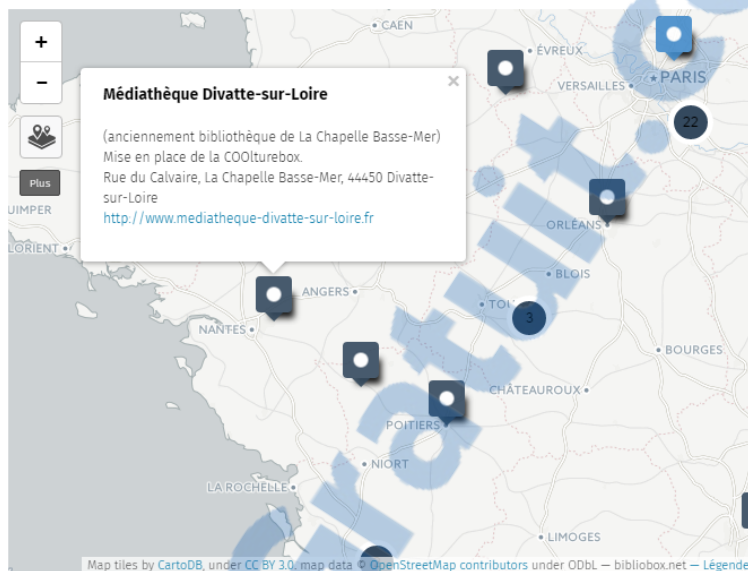 CAEN
+
ÉVREUX
VERSAILLES
PARIS
−
Médiathèque Divatte-sur-Loire
×
(anciennement bibliothèque de La Chapelle Basse-Mer)
Mise en place de la COOlturebox.
Rue du Calvaire, La Chapelle Basse-Mer, 44450 Divatte-
sur-Loire
http://www.mediatheque-divatte-sur-loire.fr
22
Plus
UIMPER
ORLÉANS
LORIENT
BLOIS
ANGERS
TOU
3
NANTES
BOURGES
CHÂTEAUROUX
POITIERS
NIORT
LA ROCHELLE
LIMOGES
Gratuit.
Map tiles by CartoDB, under CC BY 3.0, map data © OpenStreetMap contributors under ODbL — bibliobox.net — Légende